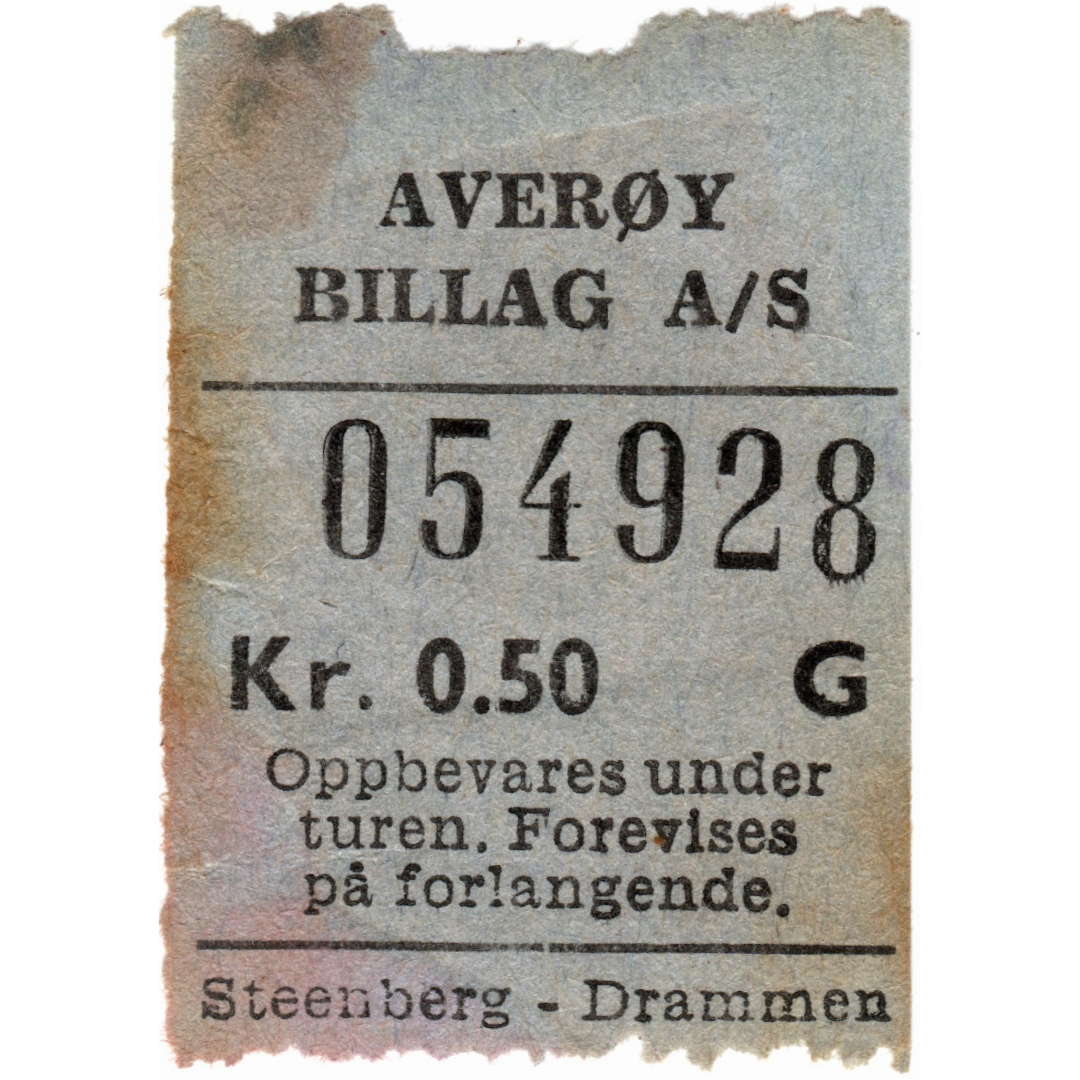 AVERØY
BILLAG A/S
054928
Kr. 0.50 G
Oppbevares under
turen. Forevises
på forlangende.
Steenberg - Drammen